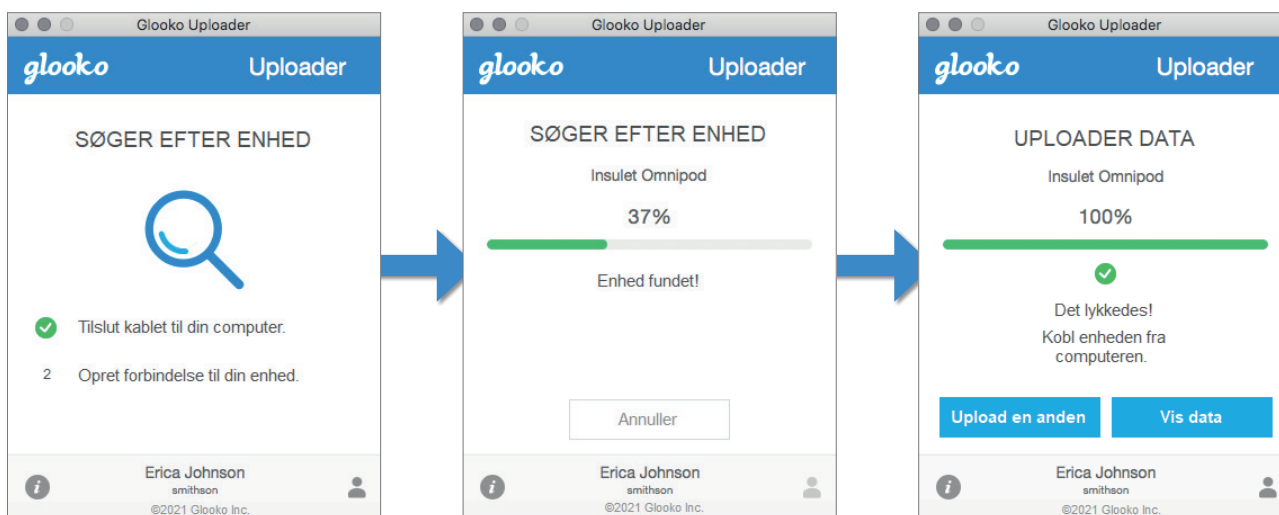 Glooko Uploader
glooko Uploader
SØGER EFTER ENHED
Tilslut kablet til din computer.
2 Opret forbindelse til din enhed.
i
Erica Johnson
smithson
©2021 Glooko Inc.
Glooko Uploader
glooko Uploader
SØGER EFTER ENHED
Insulet Omnipod
37%
Enhed fundet!
Annuller
i
Erica Johnson
smithson
©2021 Glooko Inc.
Glooko Uploader
glooko Uploader
UPLOADER DATA
Insulet Omnipod
100%
Det lykkedes!
Kobl enheden fra
computeren.
Upload en anden Vis data
i
Erica Johnson
smithson
©2021 Glooko Inc.